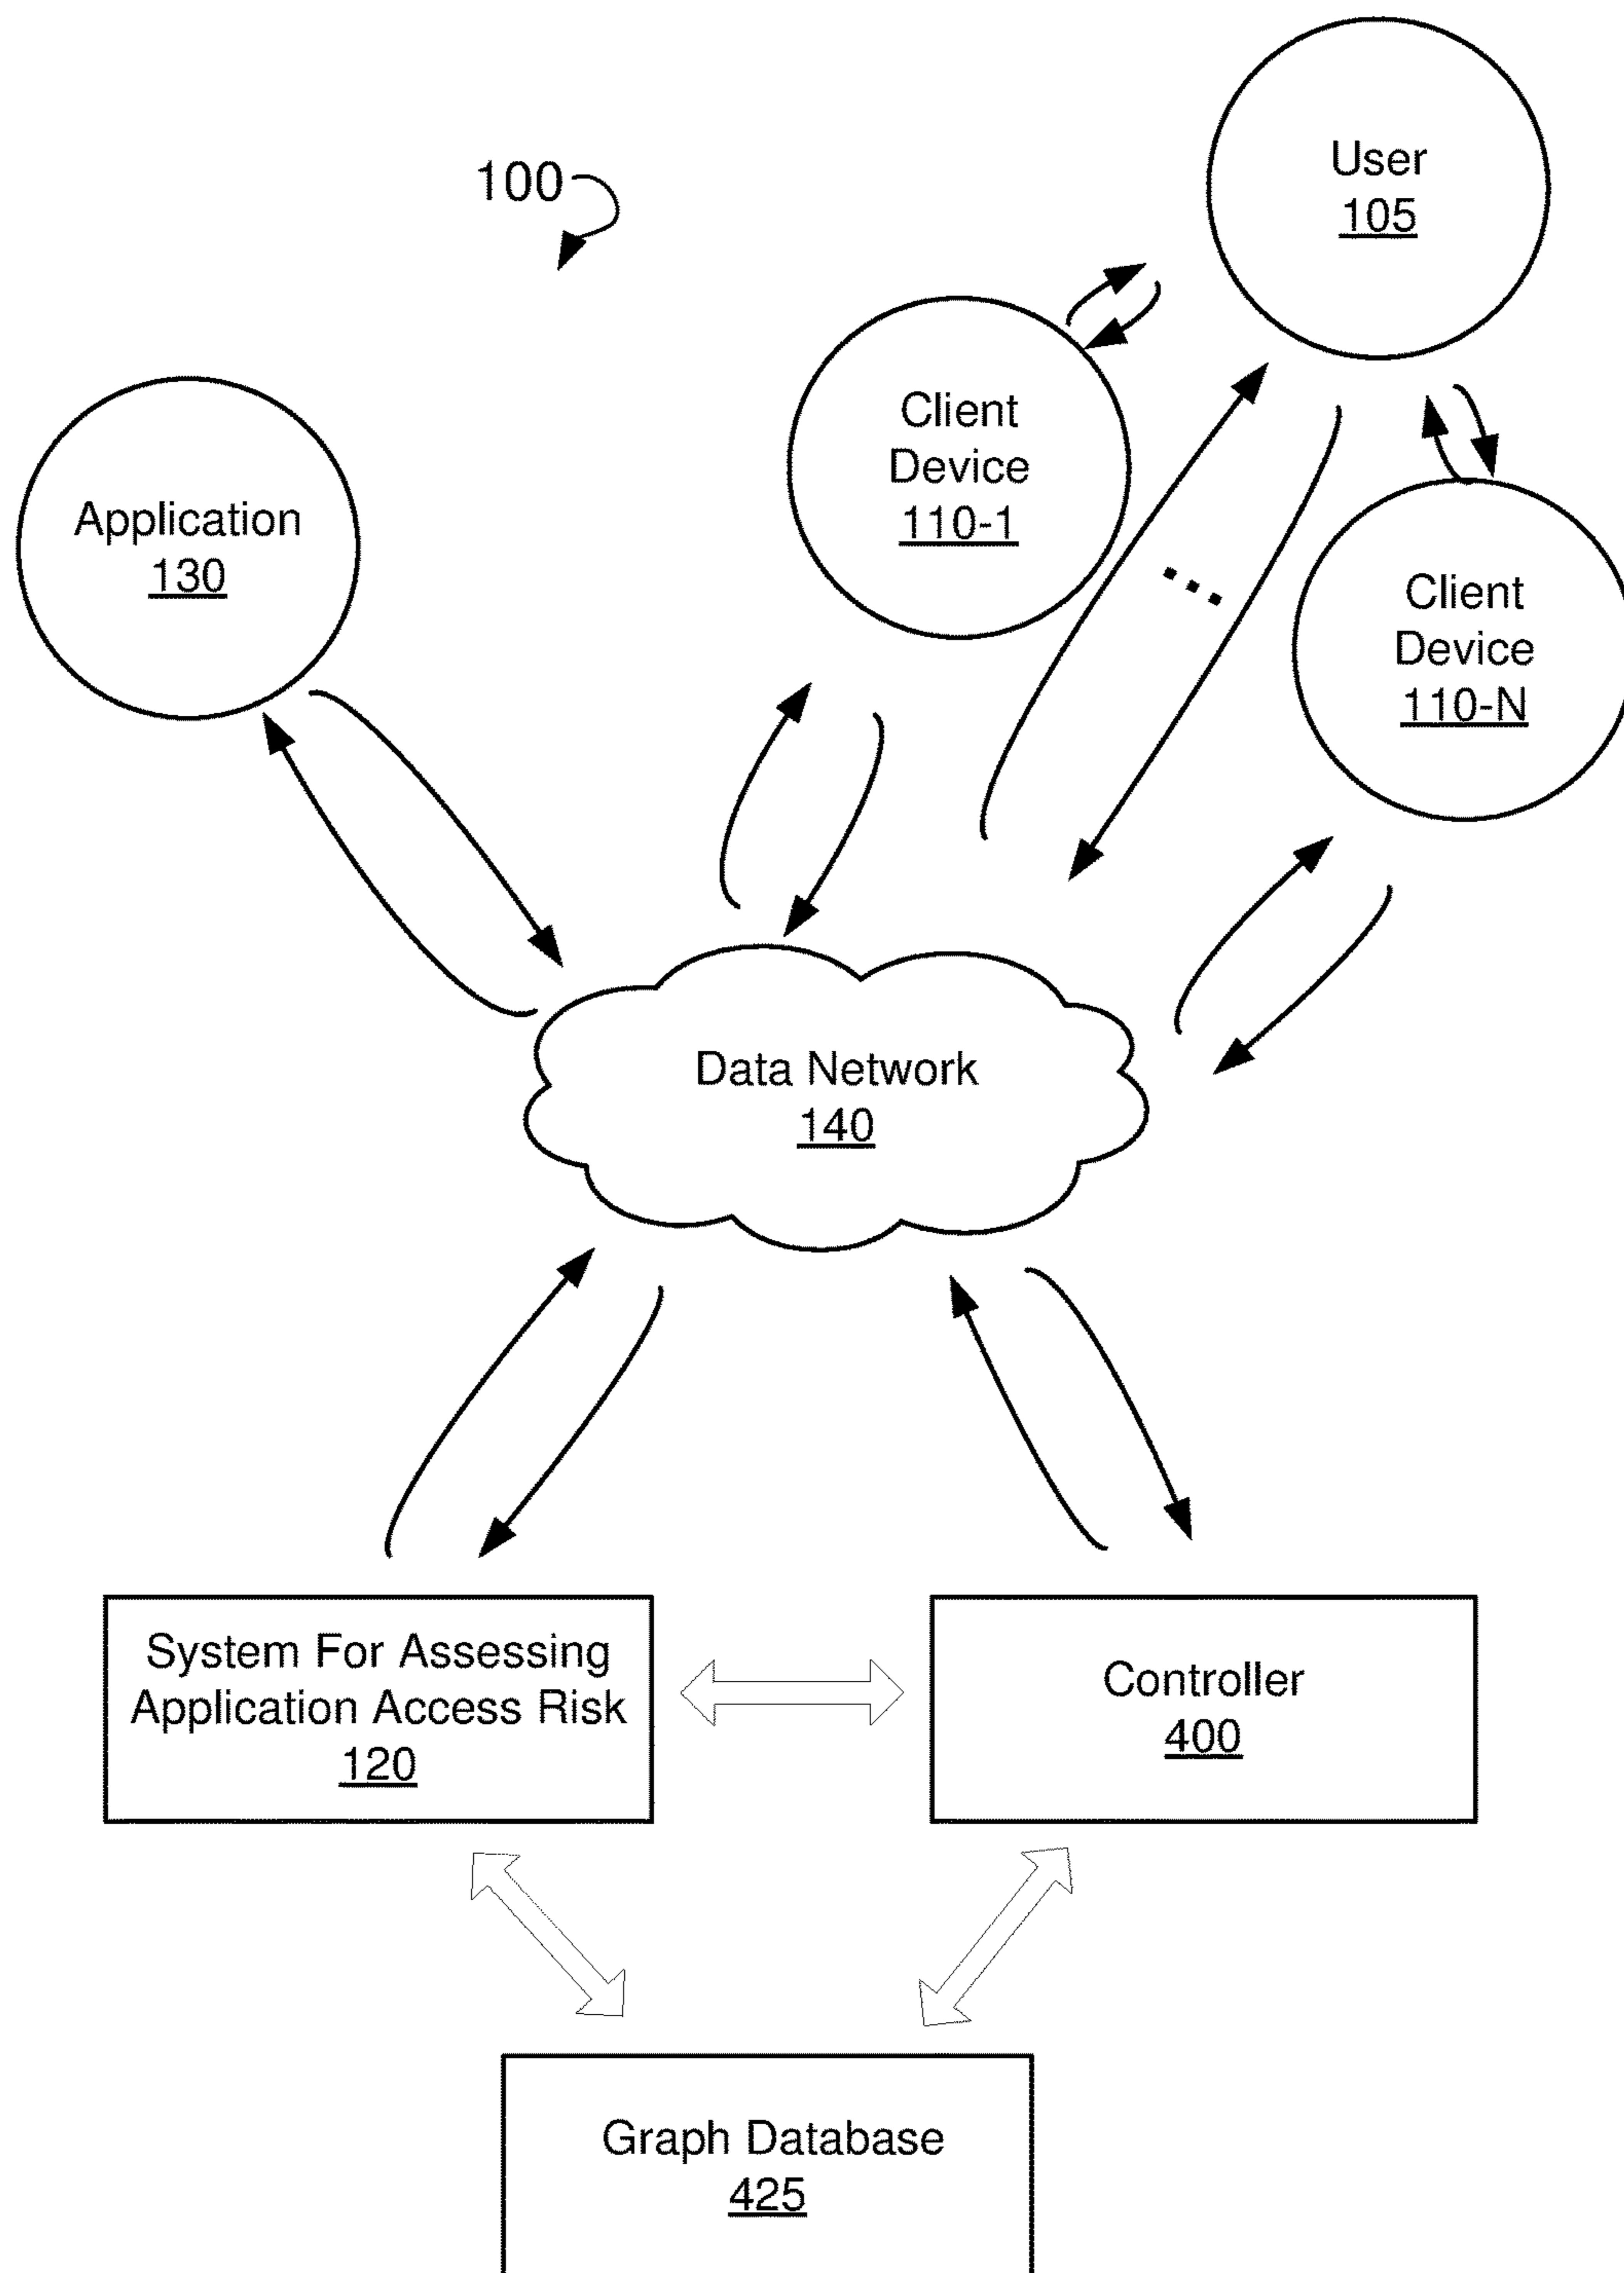 100
User
105
Client
Device
110-1
Application
130
Client
Device
110-N
Data Network
140
System For Assessing
Application Access Risk
120
Controller
400
Graph Database
425